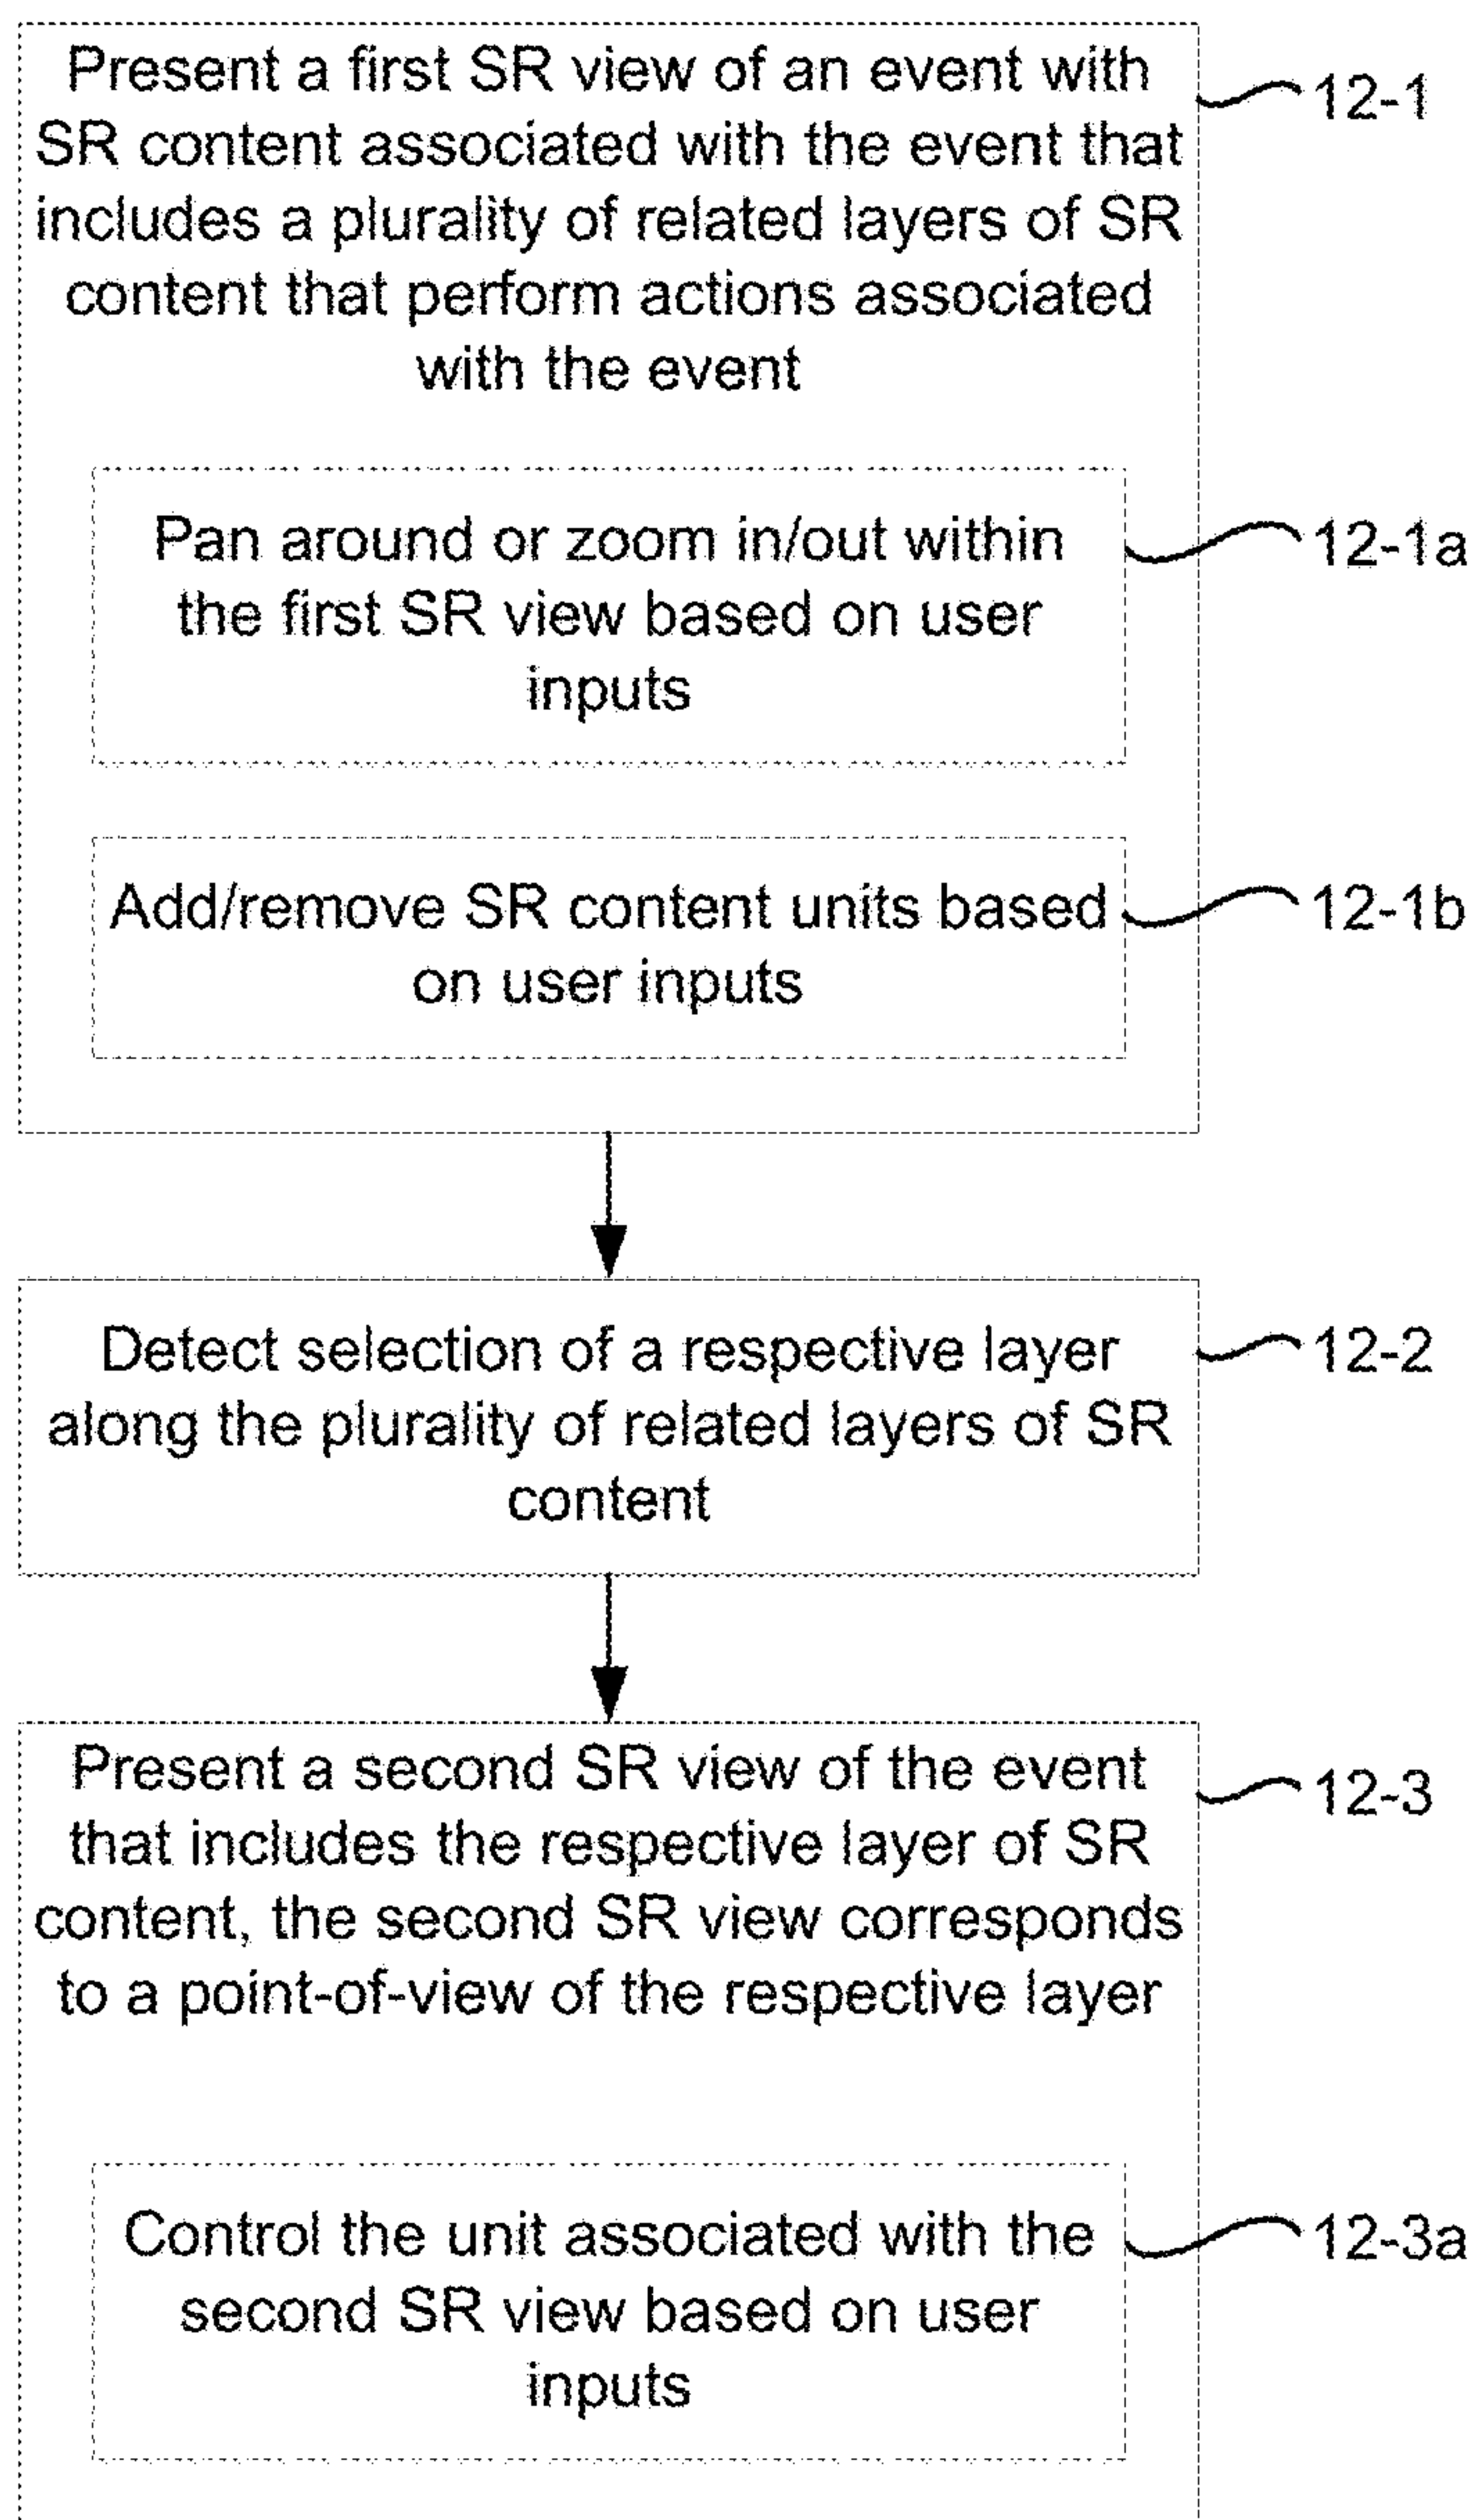 Present a first SR view of an event with
SR content associated with the event that
includes a plurality of related layers of SR
content that perform actions associated
with the event
12-1
Pan around or zoom in/out within
the first SR view based on user
inputs
12-1a
Add/remove SR content units based
on user inputs
12-1b
Detect selection of a respective layer
along the plurality of related layers of SR
content
12-2
Present a second SR view of the event
that includes the respective layer of SR
content, the second SR view corresponds
to a point-of-view of the respective layer
12-3
Control the unit associated with the
second SR view based on user
inputs
12-3a